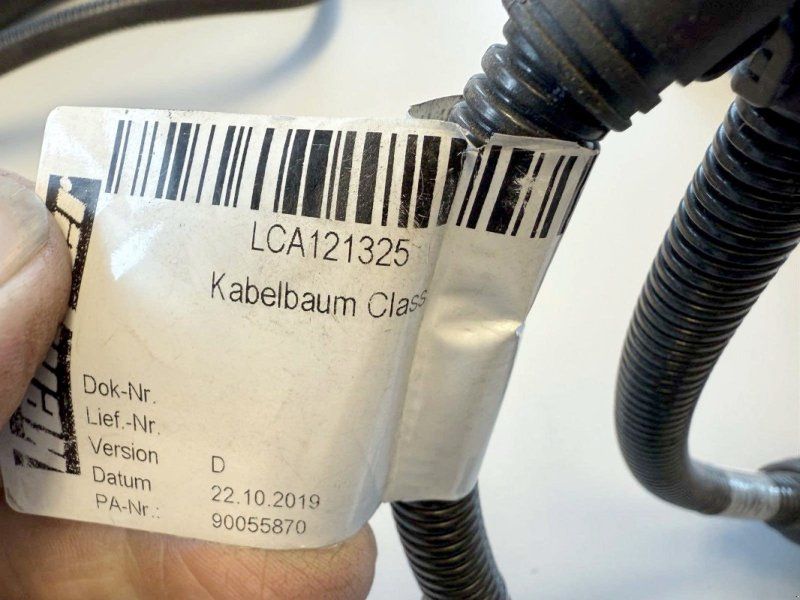 LCA121325
Kabelbaum Class
Dok-Nr.
Lief.-Nr.
Version D
Datum 22.10.2019
PA-Nr.: 90055870